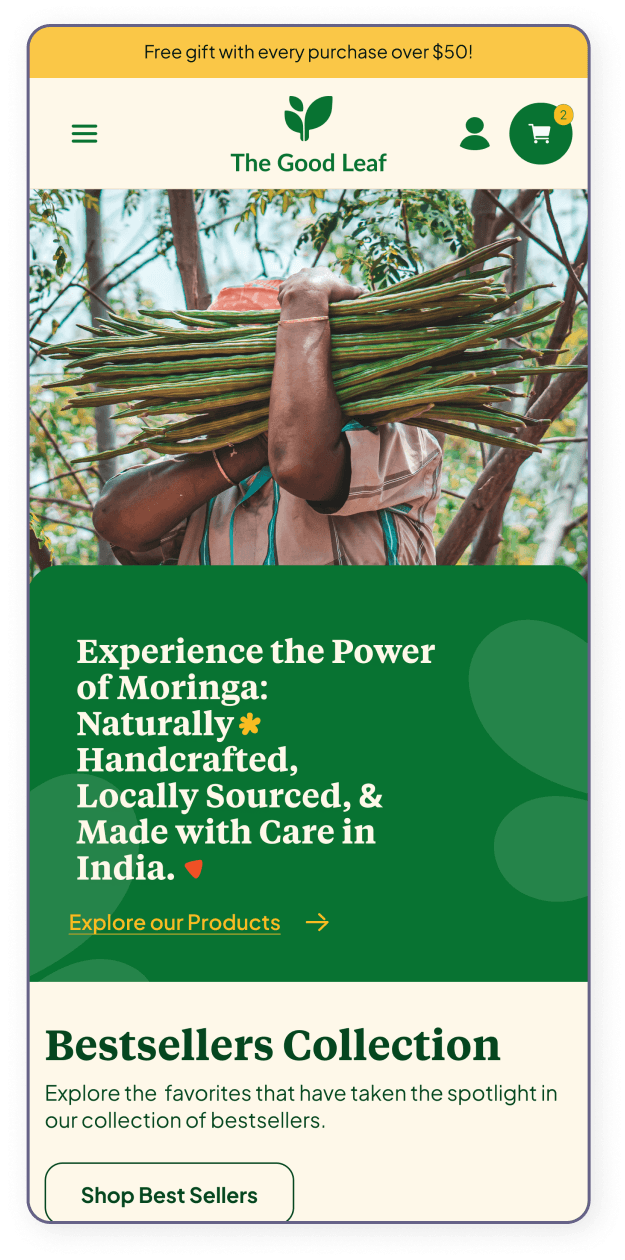 Free gift with every purchase over $50!
2
The Good Leaf
Experience the Power
of Moringa:
Naturally
Handcrafted,
Locally Sourced, &
Made with Care in
India.
Explore our Products
Bestsellers Collection
Explore the  favorites that have taken the spotlight in
our collection of bestsellers.
Shop Best Sellers